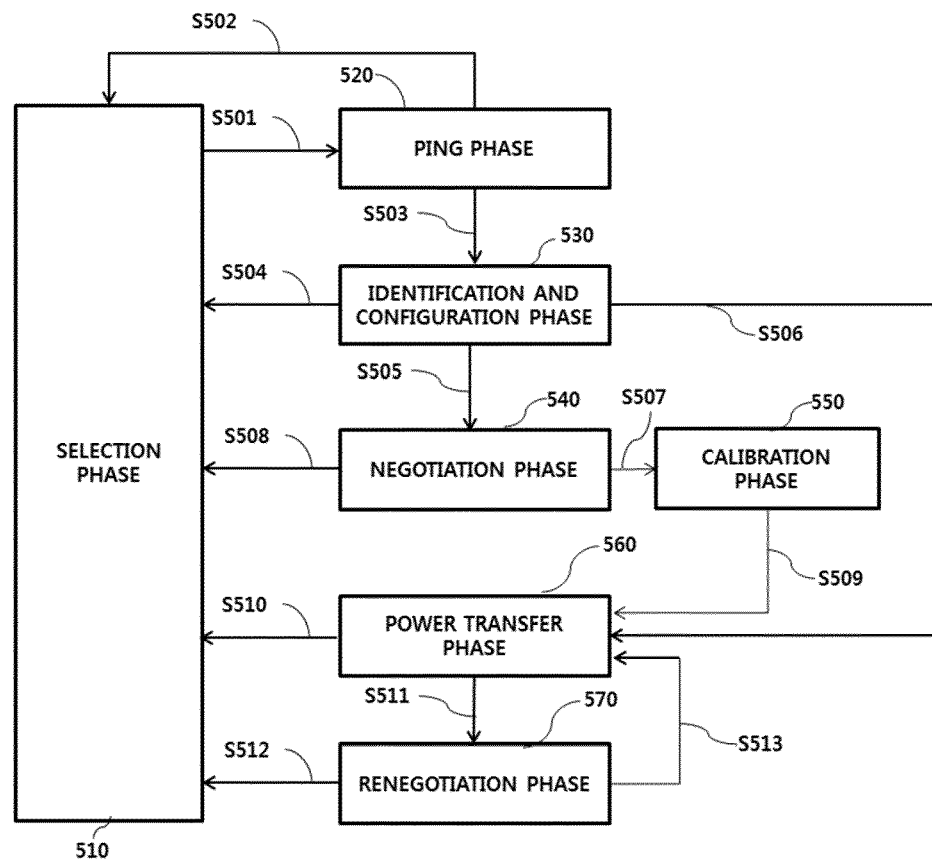 S502
520
S501
PING PHASE
S503
530
S504
IDENTIFICATION AND
CONFIGURATION PHASE
S506
S505
540
S507
550
S508
SELECTION
PHASE
NEGOTIATION PHASE
CALIBRATION
PHASE
560
S509
S510
POWER TRANSFER
PHASE
S511
570
S512
S513
RENEGOTIATION PHASE
510